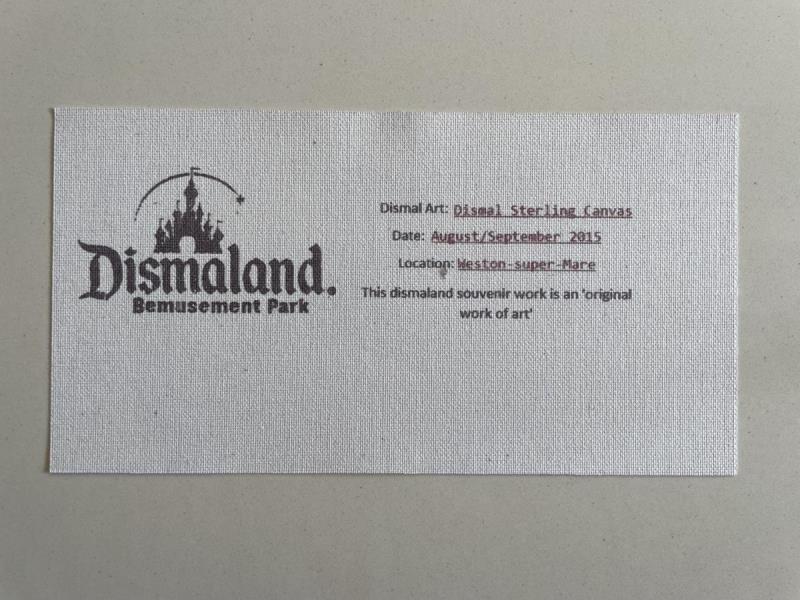 Dismaland.
Bemusement Park
Dismal Art: Dismal Sterling Canvas
Date: August/September 2015
Location: Weston-super-Mare
This dismaland souvenir work is an 'original
work of art'